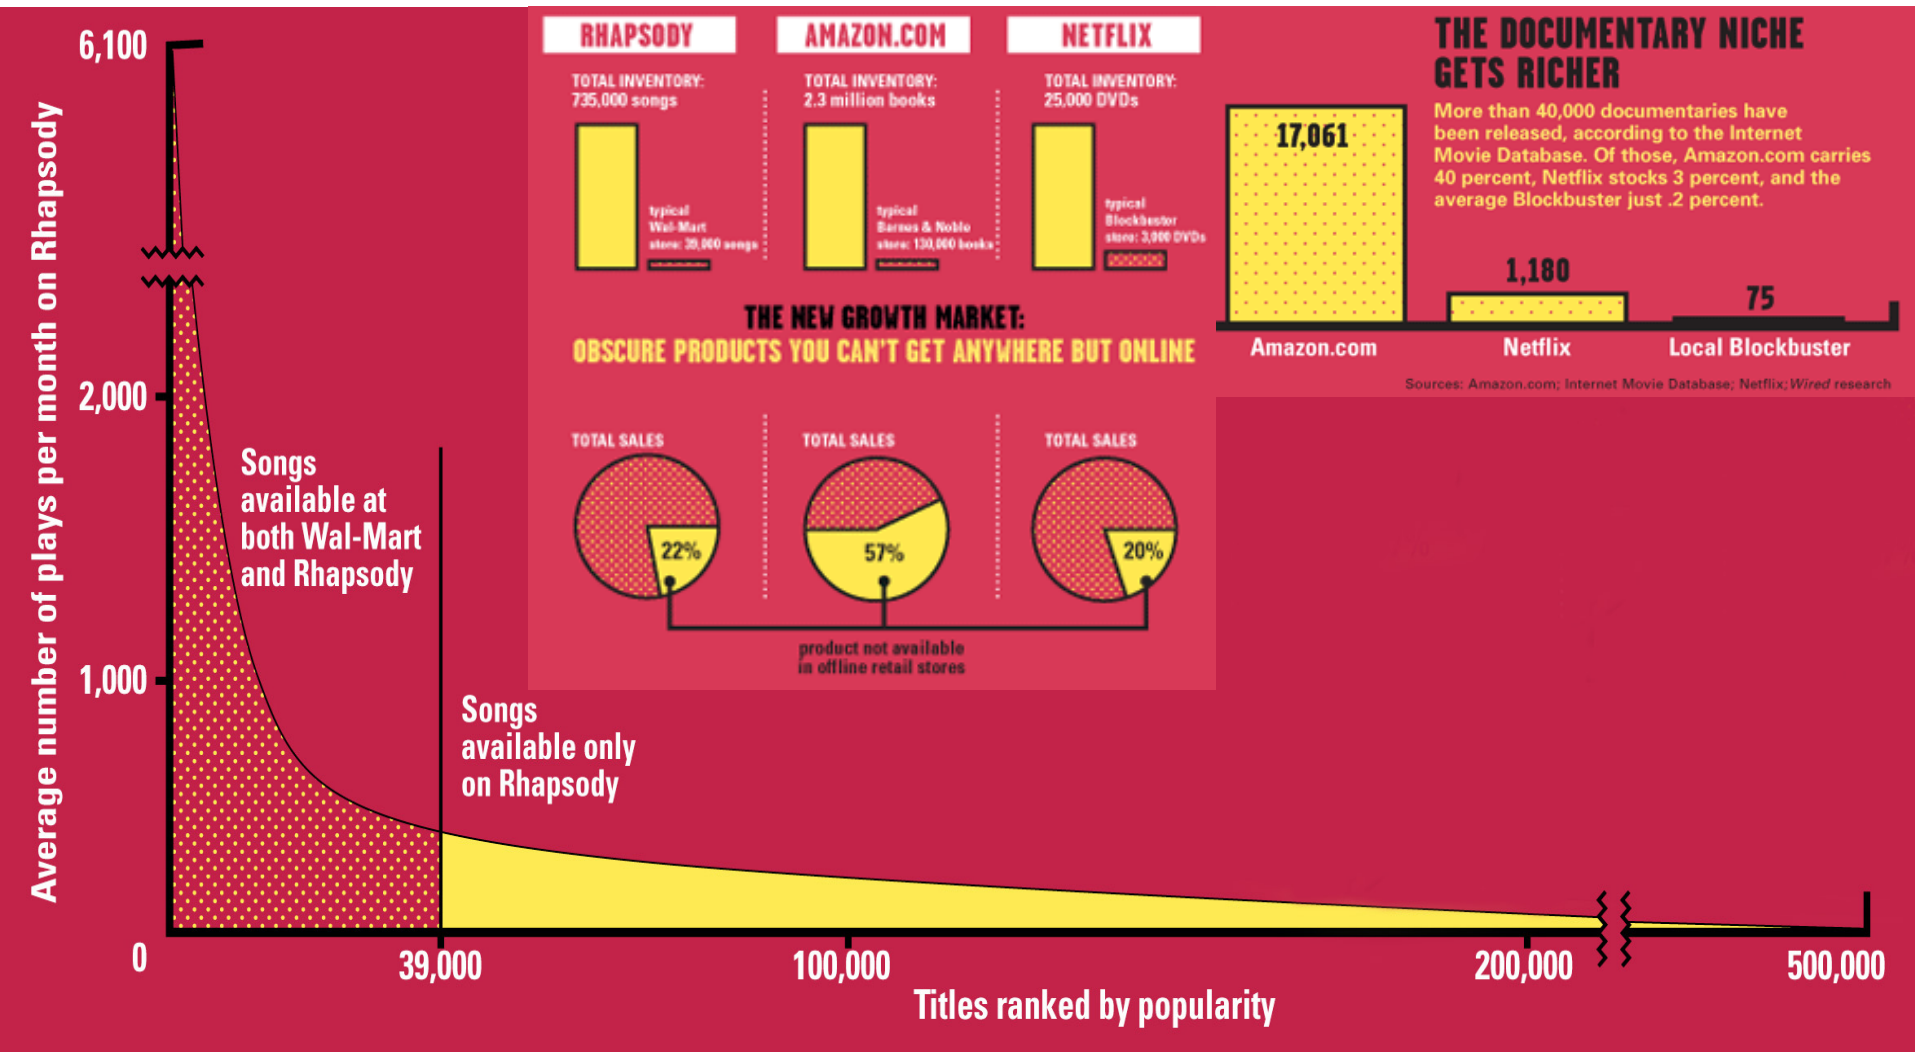 6,100
2,000
1,000
0
Average number of plays per month on Rhapsody
Songs
available at
both Wal-Mart
and Rhapsody
Songs
available only
on Rhapsody
39,000
100,000
200,000
500,000
Titles ranked by popularity
RHAPSODY
TOTAL INVENTORY:
735,000 songs
typical
Wal-Mart
store: 39,000 songs
AMAZON.COM
TOTAL INVENTORY:
2.3 million books
typical
Barnes & Noble
store: 130,000 books
NETFLIX
TOTAL INVENTORY:
25,000 DVDs
typical
Blockbuster
store: 3,000 DVDs
THE NEW GROWTH MARKET:
OBSCURE PRODUCTS YOU CAN'T GET ANYWHERE BUT ONLINE
TOTAL SALES
22%
TOTAL SALES
57%
TOTAL SALES
20%
product not available
in offline retail stores
THE DOCUMENTARY NICHE
GETS RICHER
More than 40,000 documentaries have
been released, according to the Internet
Movie Database. Of those, Amazon.com carries
40 percent, Netflix stocks 3 percent, and the
average Blockbuster just .2 percent.
17,061
1,180
75
Amazon.com
Netflix
Local Blockbuster
Sources: Amazon.com; Internet Movie Database; Netflix; Wired research